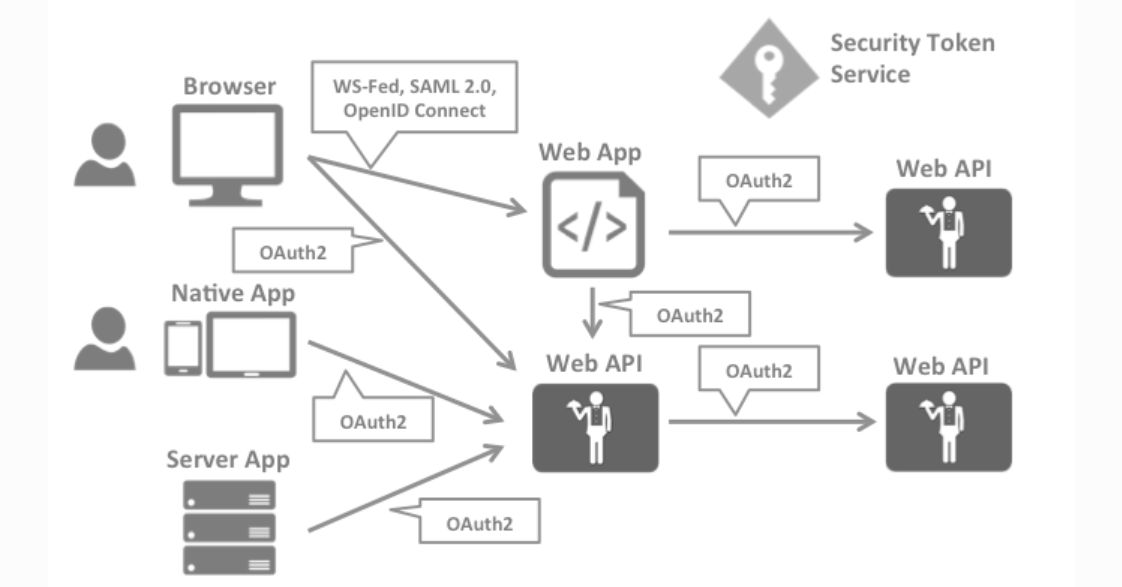 Security Token
Service
Browser
WS-Fed, SAML 2.0,
OpenID Connect
Web App
OAuth2
Web API
</>
OAuth2
Native App
OAuth2
Web API
OAuth2
Web API
OAuth2
Server App
OAuth2